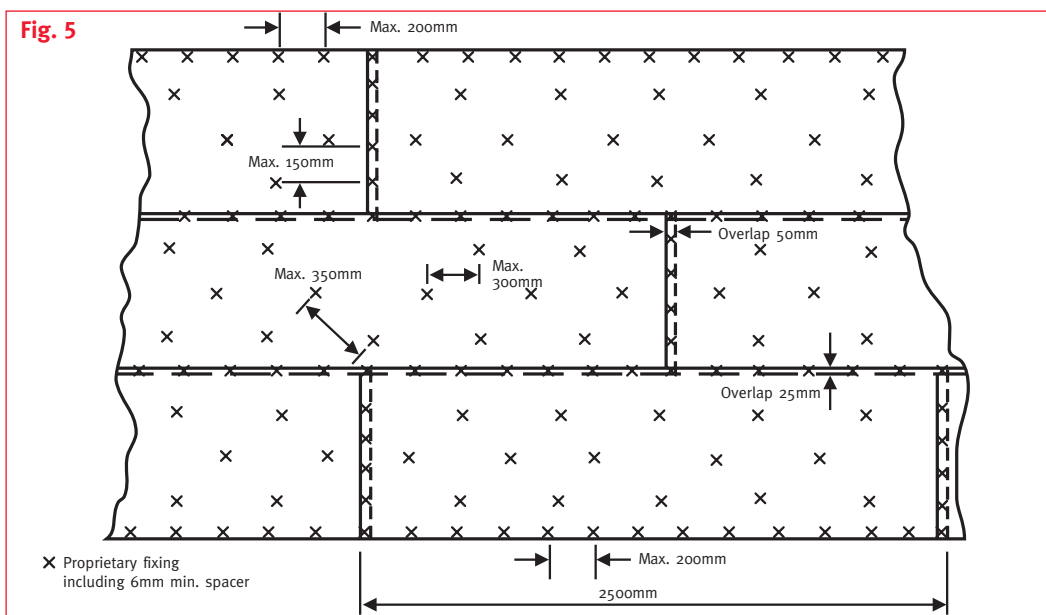 Fig. 5
Max. 200mm
Max. 150mm
Overlap 50mm
Max. 350mm
Max.
300mm
Overlap 25mm
Proprietary fixing
including 6mm min. spacer
Max. 200mm
2500mm